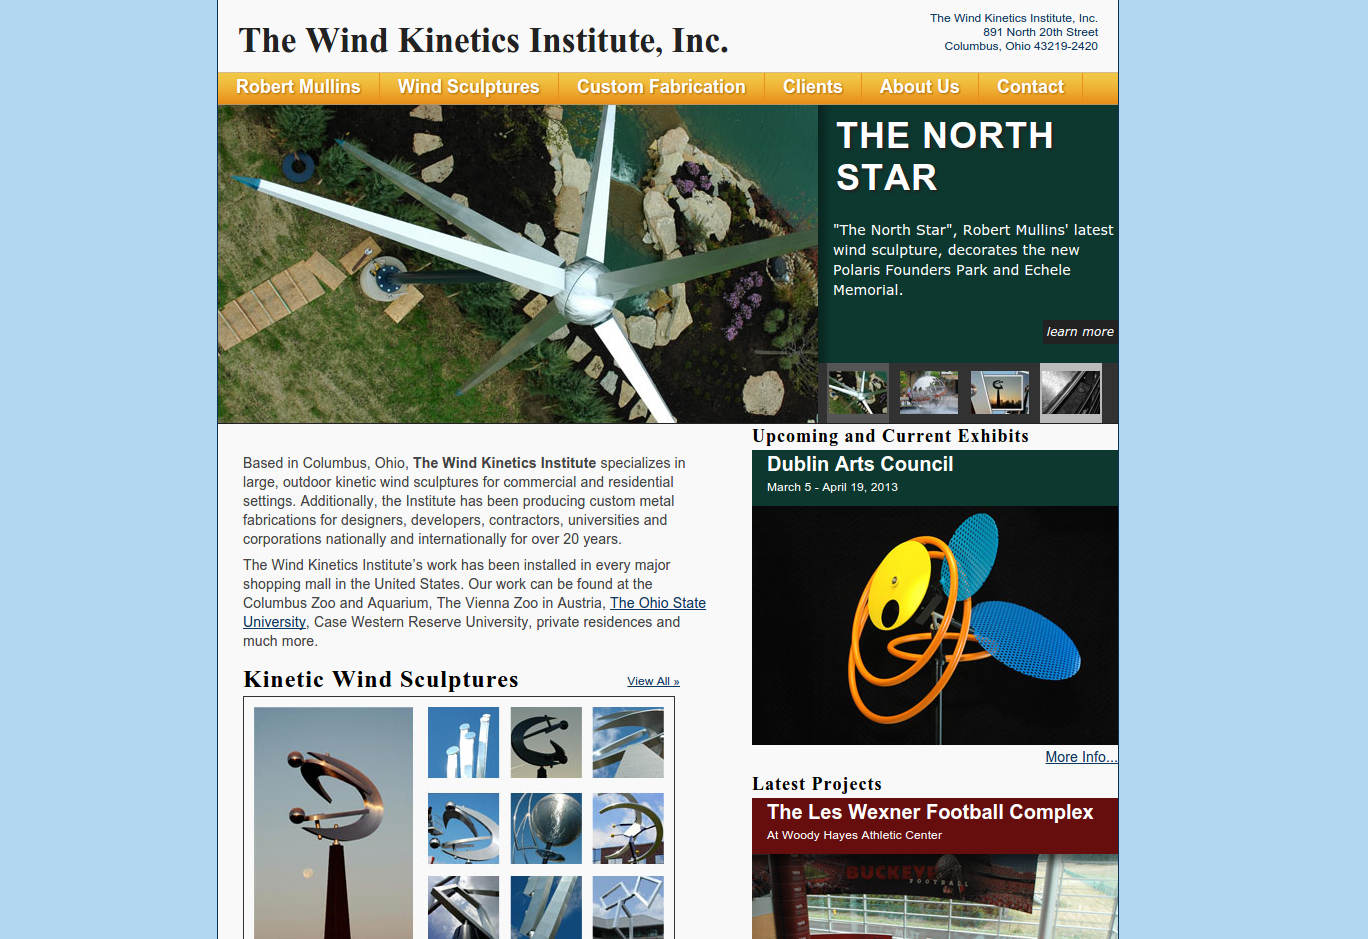 The Wind Kinetics Institute, Inc.
The Wind Kinetics Institute, Inc.
891 North 20th Street
Columbus, Ohio 43219-2420
Robert Mullins
Wind Sculptures
Custom Fabrication
Clients
About Us
Contact
THE NORTH
STAR
"The North Star", Robert Mullins' latest
wind sculpture, decorates the new
Polaris Founders Park and Echele
Memorial.
learn more
Based in Columbus, Ohio, The Wind Kinetics Institute specializes in
large, outdoor kinetic wind sculptures for commercial and residential
settings. Additionally, the Institute has been producing custom metal
fabrications for designers, developers, contractors, universities and
corporations nationally and internationally for over 20 years.
The Wind Kinetics Institute’s work has been installed in every major
shopping mall in the United States. Our work can be found at the
Columbus Zoo and Aquarium, The Vienna Zoo in Austria, The Ohio State
University, Case Western Reserve University, private residences and
much more.
Kinetic Wind Sculptures
View All »
Upcoming and Current Exhibits
Dublin Arts Council
March 5 - April 19, 2013
More Info...
Latest Projects
The Les Wexner Football Complex
At Woody Hayes Athletic Center
BUCKEYE
FOOTBALL